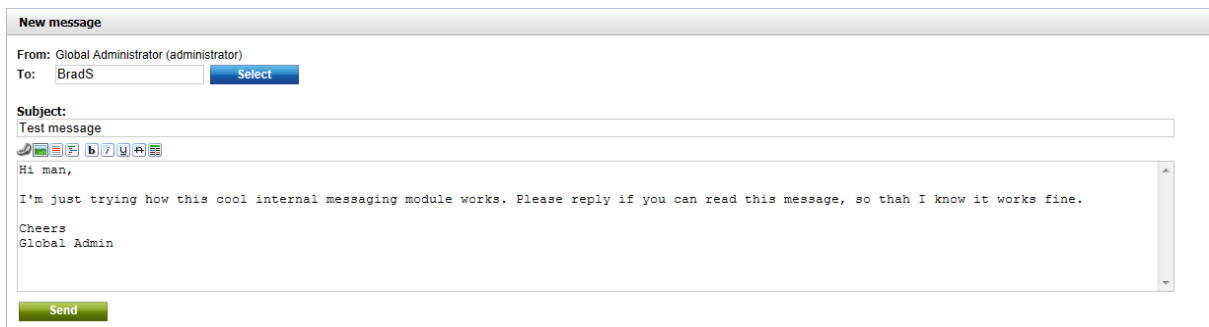 New message
From: Global Administrator (administrator)
To: BradS Select
Subject:
Test message
b i U A
Hi man,
I'm just trying how this cool internal messaging module works. Please reply if you can read this message, so thah I know it works fine.
Cheers
Global Admin
Send